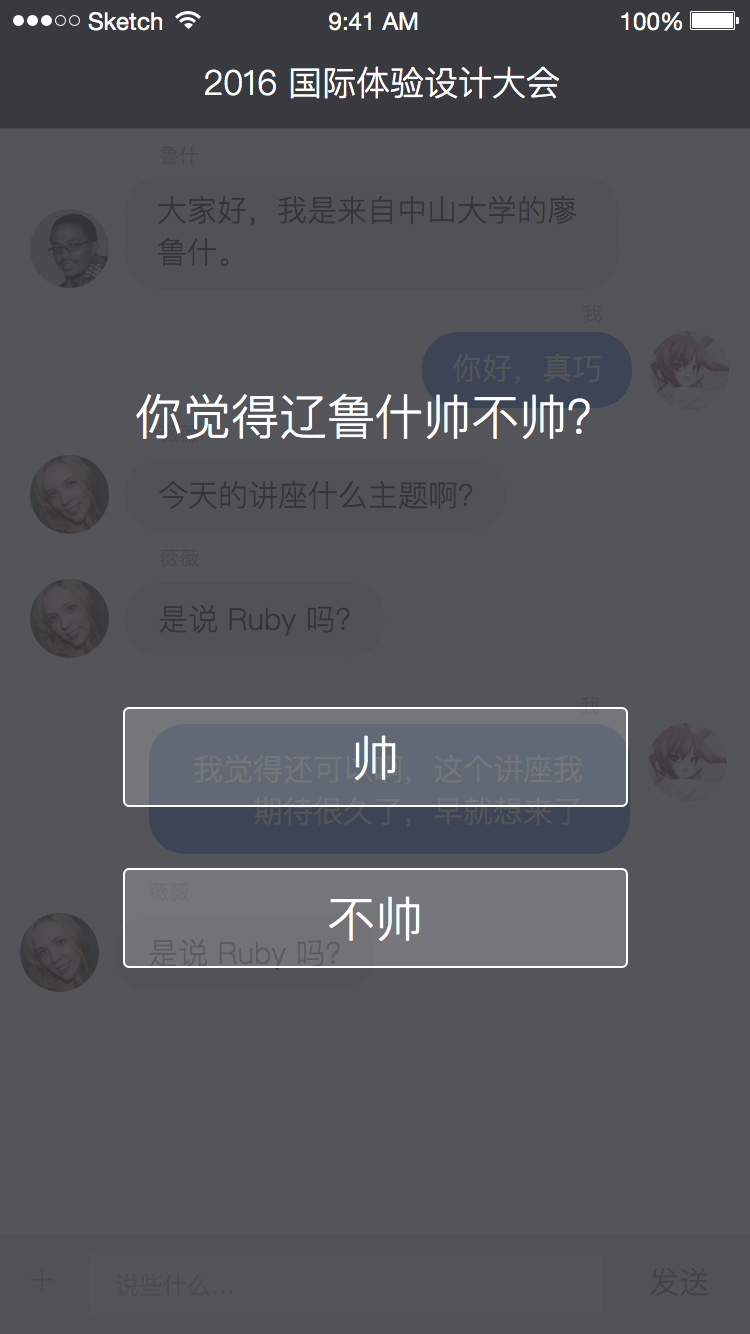 Sketch 9:41 AM 100%
2016 国际体验设计大会
鲁什
大家好，我是来自中山大学的廖
鲁什。
我
你好，真巧
你觉得辽鲁什帅不帅?
今天的讲座什么主题啊?
薇薇
是说 Ruby 吗?
我
帅
我觉得还可以啊，这个讲座我
期待很久了，早就想来了
薇薇
不帅
是说 Ruby 吗?
说些什么...
发送